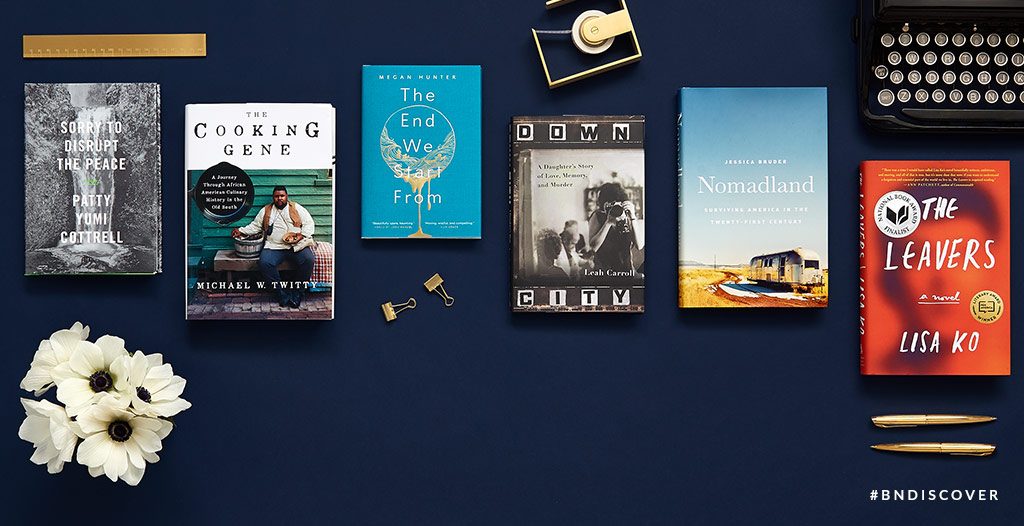 SORRY TO
DISRUPT
THE PEACE
PATTY
YUMI
COTTRELL
THE
COOKING
GENE
A Journey
Through African
American Culinary
History in the
Old South
MICHAEL W. TWITTY
MEGAN HUNTER
The
End
We
Start
From
DOWN
A Daughter's Story
of Love, Memory,
and Murder
Leah Carroll
CITY
JESSICA BRUDER
Nomadland
SURVIVING AMERICA IN THE
TWENTY-FIRST CENTURY
ANN PATCHETT
NATIONAL BOOK AWARD
FINALIST
THE
LEAVERS
a novel
WINNER
LISA KO
Q W E R T Y U I
A S D F G H J K
Z X C V B N M
#BNDISCOVER